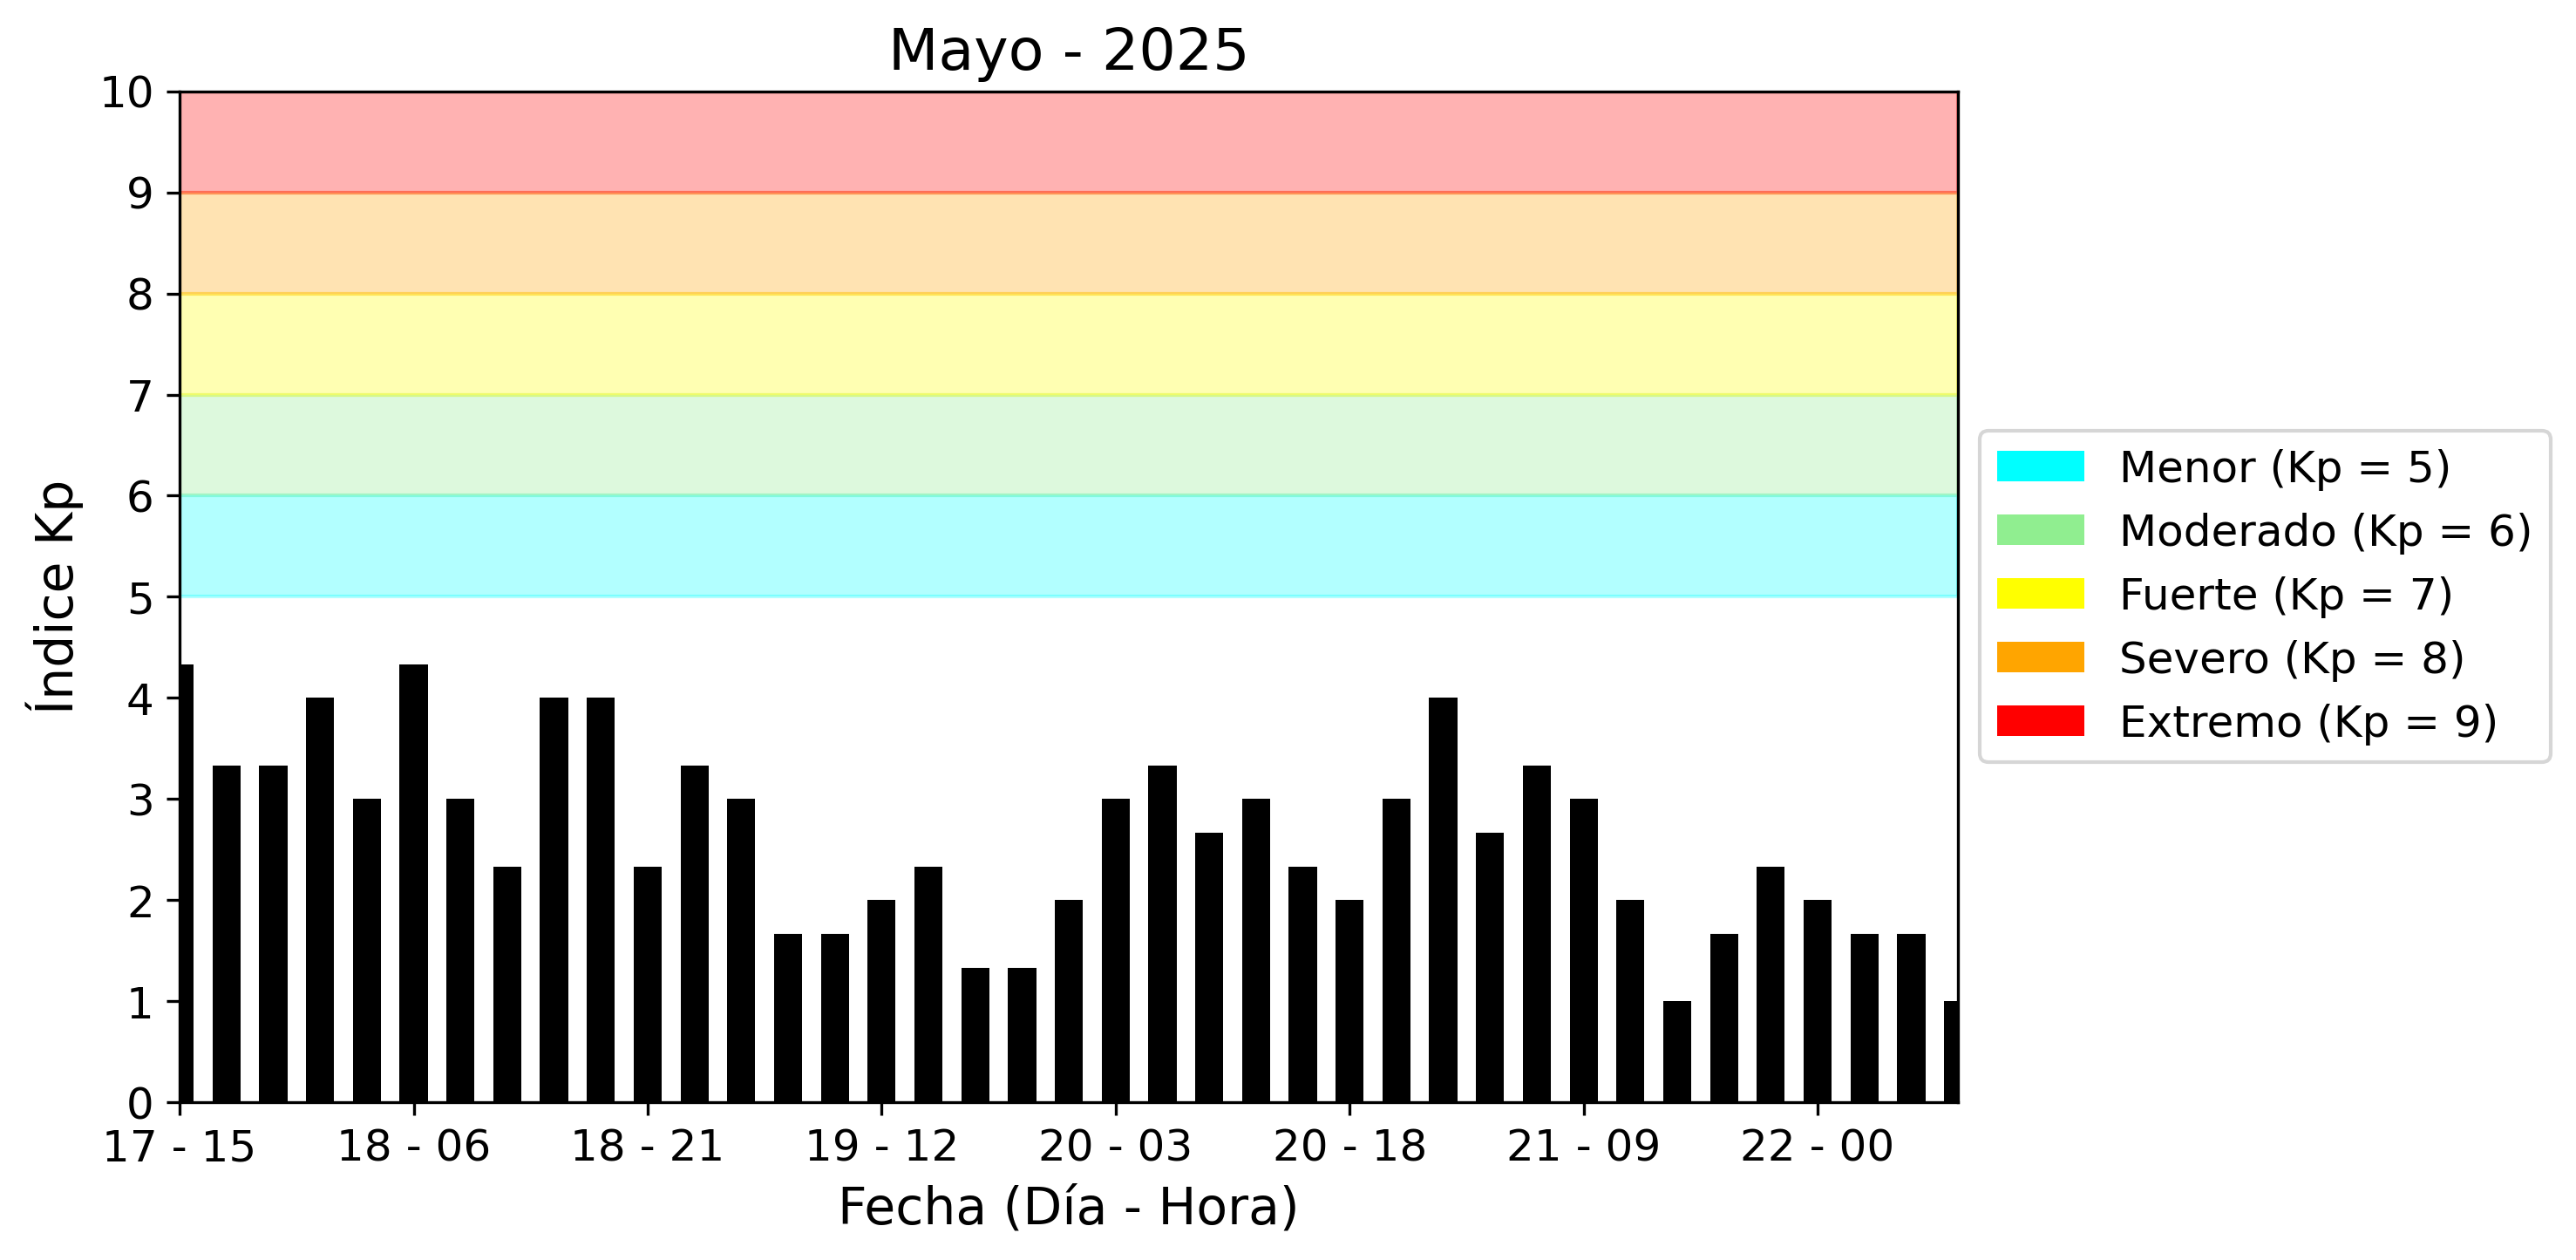 Mayo - 2025
10
9
8
7
6
5
4
3
2
1
0
Índice Kp
17 - 15
18 - 06
18 - 21
19 - 12
20 - 03
20 - 18
21 - 09
22 - 00
Fecha (Día - Hora)
Menor (Kp = 5)
Moderado (Kp = 6)
Fuerte (Kp = 7)
Severo (Kp = 8)
Extremo (Kp = 9)